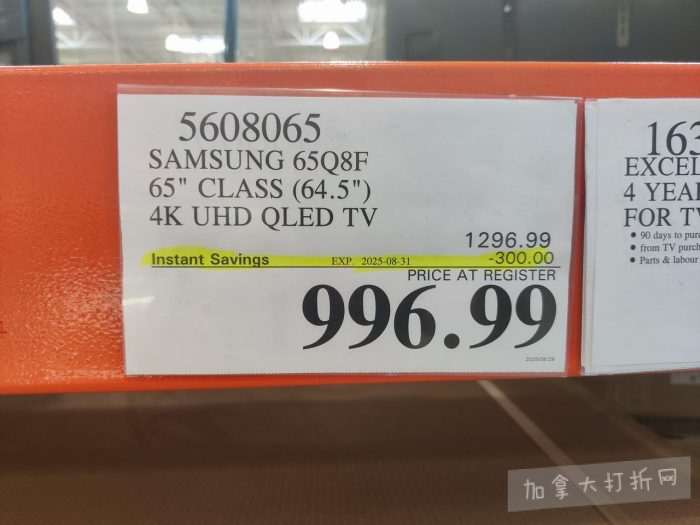 5608065
SAMSUNG 65Q8F
65" CLASS (64.5")
4K UHD QLED TV
1296.99
Instant Savings EXP. 2025-08-31 -300.00
PRICE AT REGISTER
996.99
163
EXCEL
4 YEA
FOR T
• 90 days to pur
• from TV purch
• Parts & labour
加拿大打折网